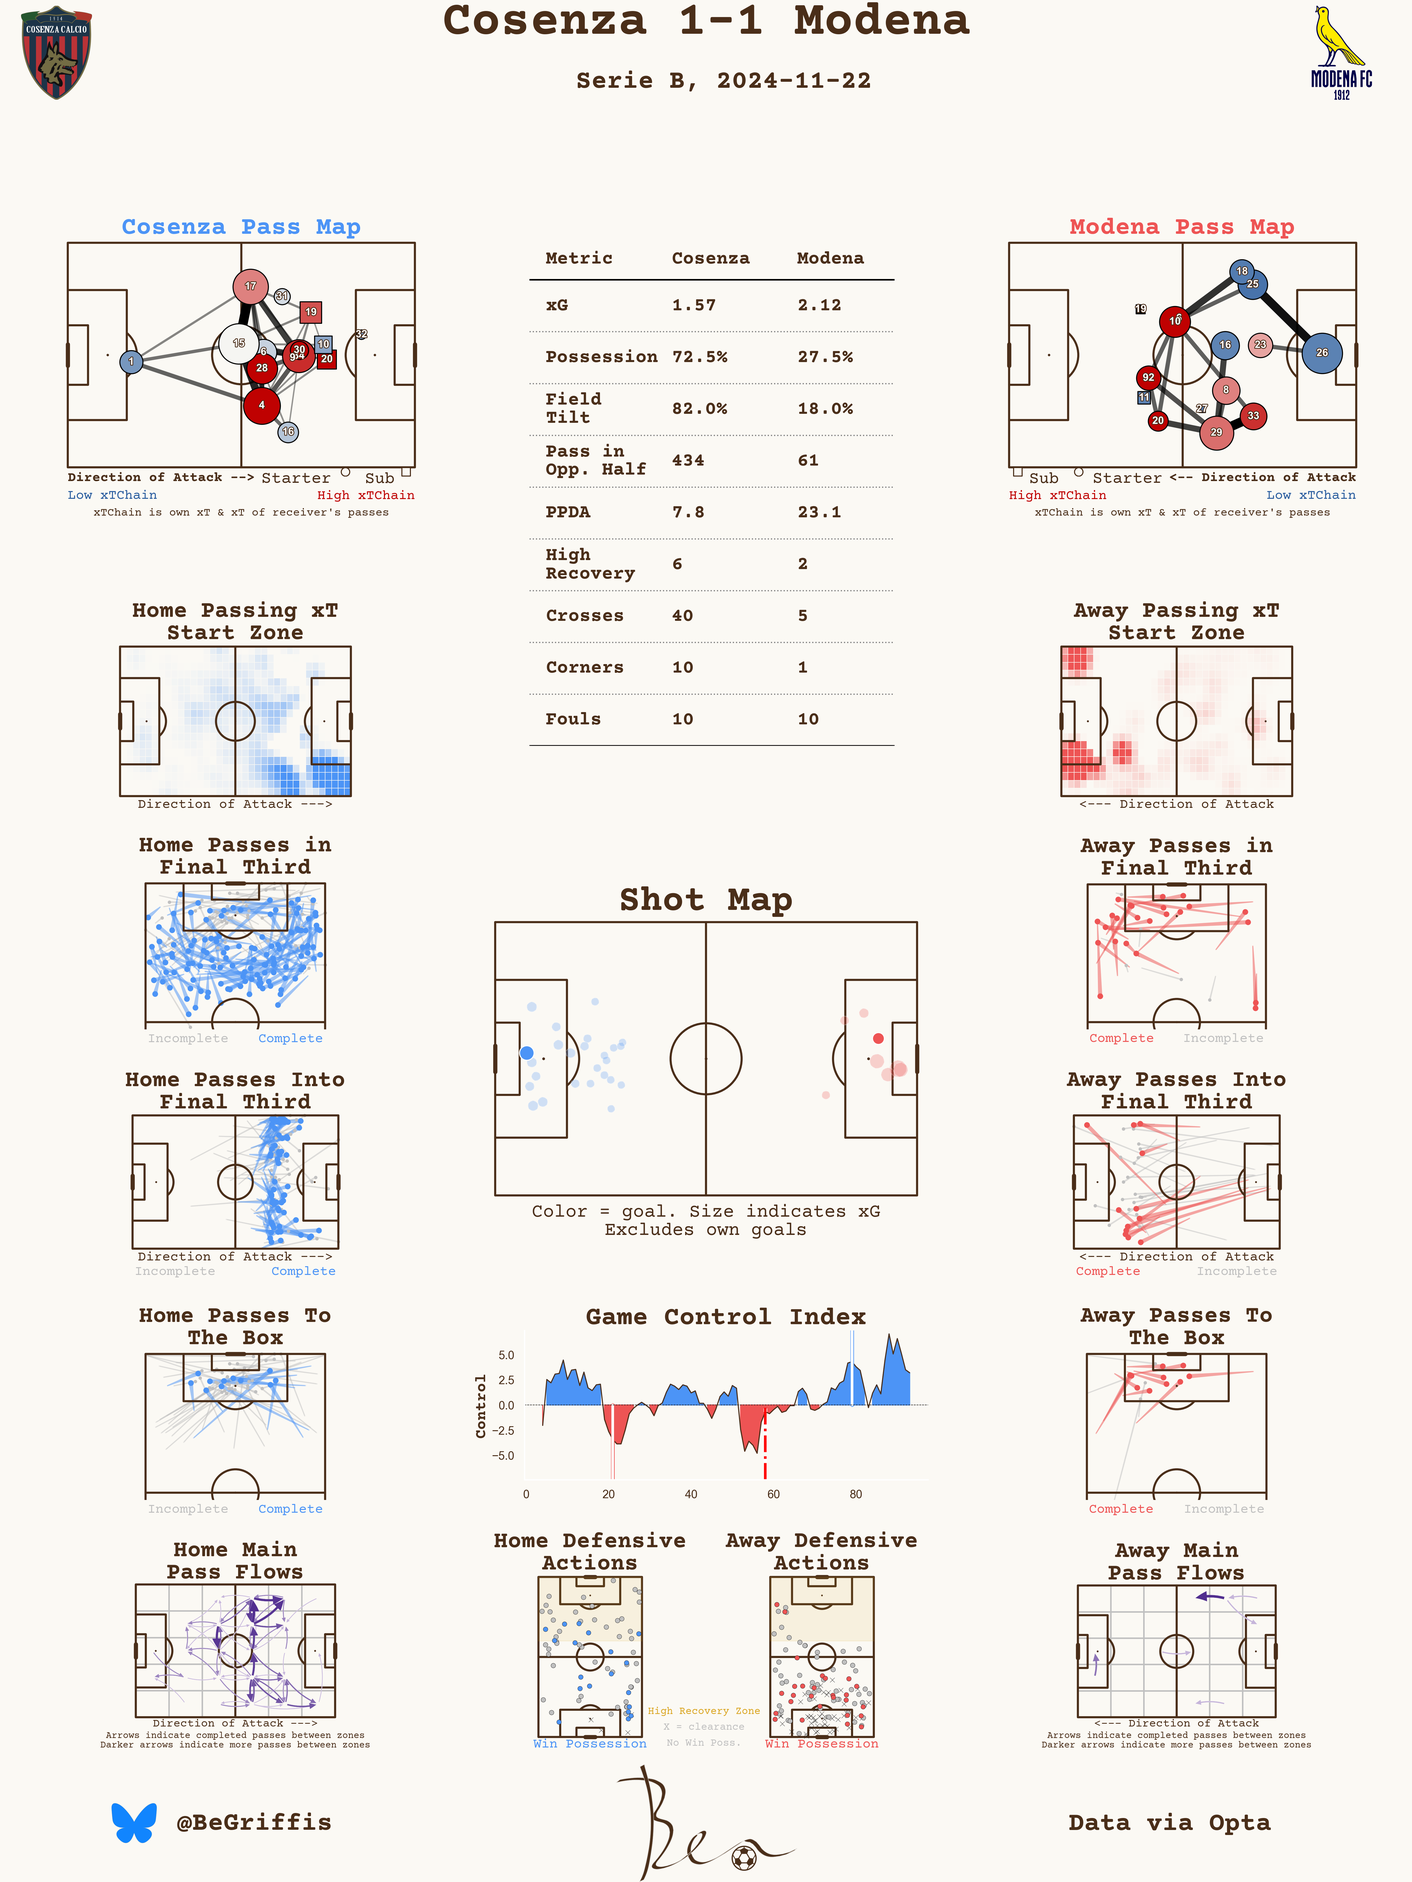 Cosenza 1-1 Modena
Serie B, 2024-11-22
1914
COSENZA CALCIO
MODENA FC
1912
Cosenza Pass Map
17
31
19
32
15
6
10
30
20
1
28
4
16
Direction of Attack --> Starter Sub
Low xTChain High xTChain
xTChain is own xT & xT of receiver's passes
Metric Cosenza Modena
xG 1.57 2.12
Possession 72.5% 27.5%
Field
Tilt 82.0% 18.0%
Pass in
Opp. Half 434 61
PPDA 7.8 23.1
High
Recovery 6 2
Crosses 40 5
Corners 10 1
Fouls 10 10
Modena Pass Map
18
25
19
10
16
23
26
92
8
11
27
33
20
29
Sub Starter <-- Direction of Attack
High xTChain Low xTChain
xTChain is own xT & xT of receiver's passes
Home Passing xT
Start Zone
Direction of Attack --->
Away Passing xT
Start Zone
<--- Direction of Attack
Home Passes in
Final Third
Incomplete Complete
Away Passes in
Final Third
Complete Incomplete
Shot Map
Color = goal. Size indicates xG
Excludes own goals
Home Passes Into
Final Third
Direction of Attack --->
Incomplete Complete
Away Passes Into
Final Third
<--- Direction of Attack
Complete Incomplete
Home Passes To
The Box
Incomplete Complete
Game Control Index
Control
5.0
2.5
0.0
−2.5
−5.0
0 20 40 60 80
Away Passes To
The Box
Complete Incomplete
Home Main
Pass Flows
Direction of Attack --->
Arrows indicate completed passes between zones
Darker arrows indicate more passes between zones
Home Defensive
Actions
Win Possession
High Recovery Zone
X = clearance
No Win Poss.
Away Defensive
Actions
Win Possession
Away Main
Pass Flows
<--- Direction of Attack
Arrows indicate completed passes between zones
Darker arrows indicate more passes between zones
@BeGriffis
Ben
Data via Opta